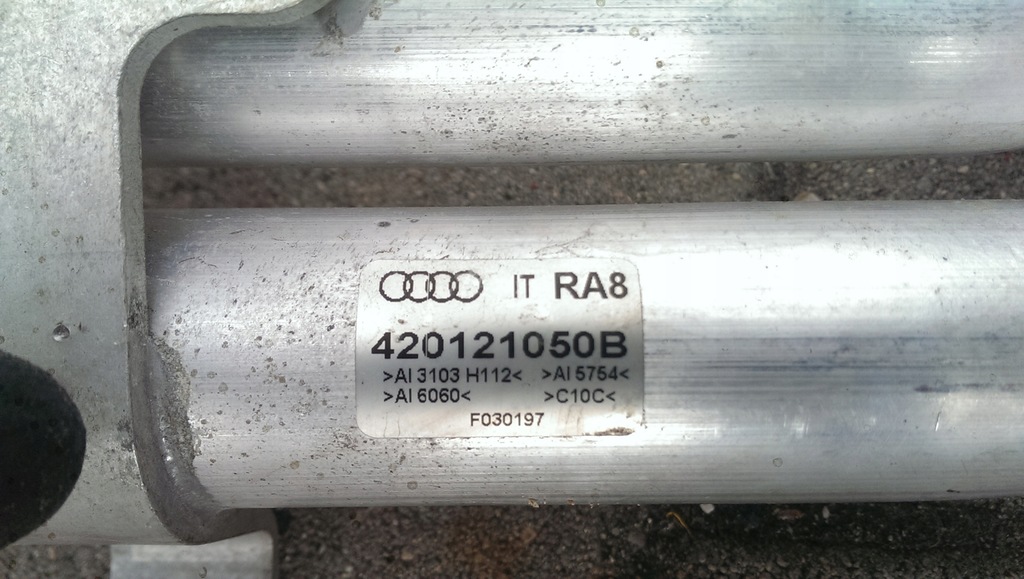 IT RA8
420121050B
>Al 3103 H112< >Al 5754<
>Al 6060< >C10C<
F030197